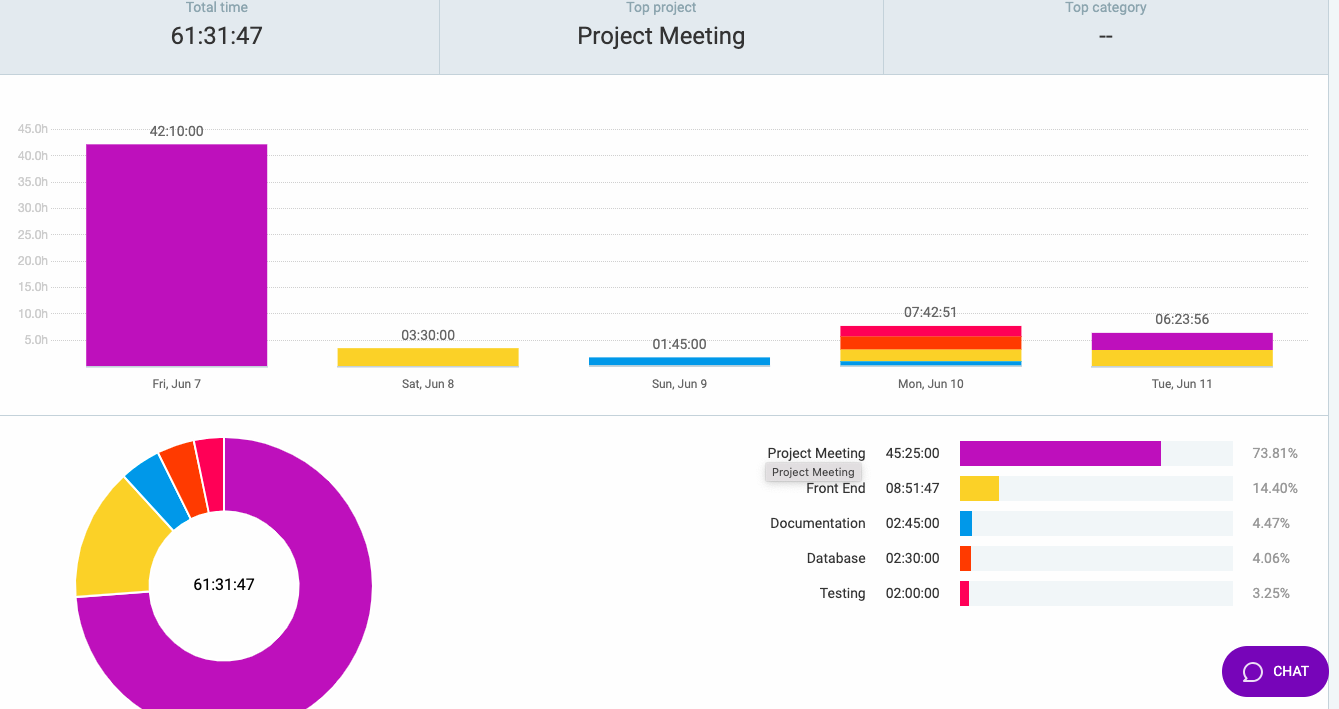 Total time
61:31:47
Top project
Project Meeting
Top category
--
45.0h
40.0h
35.0h
30.0h
25.0h
20.0h
15.0h
10.0h
5.0h
42:10:00
03:30:00
01:45:00
07:42:51
06:23:56
Fri, Jun 7
Sat, Jun 8
Sun, Jun 9
Mon, Jun 10
Tue, Jun 11
61:31:47
Project Meeting 45:25:00 73.81%
Project Meeting
Front End 08:51:47 14.40%
Documentation 02:45:00 4.47%
Database 02:30:00 4.06%
Testing 02:00:00 3.25%
CHAT